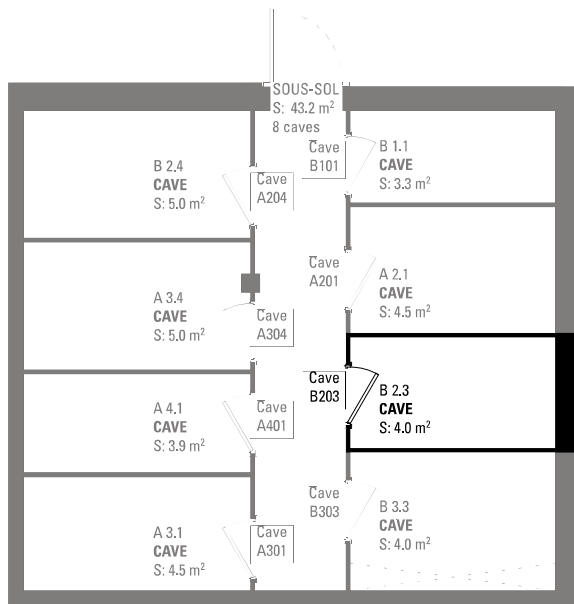 SOUS-SOL
S: 43.2 m²
8 caves
Cave
B101
B 1.1
CAVE
S: 3.3 m²
B 2.4
CAVE
S: 5.0 m²
Cave
A204
Cave
A201
A 2.1
CAVE
S: 4.5 m²
A 3.4
CAVE
S: 5.0 m²
Cave
A304
Cave
B203
B 2.3
CAVE
S: 4.0 m²
A 4.1
CAVE
S: 3.9 m²
Cave
A401
Cave
B303
B 3.3
CAVE
S: 4.0 m²
A 3.1
CAVE
S: 4.5 m²
Cave
A301